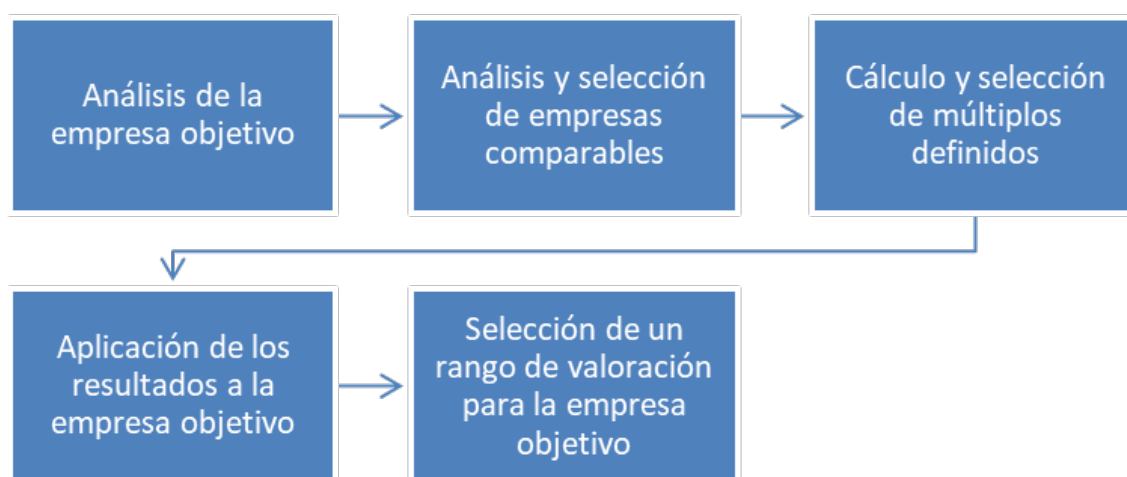 Análisis de la
empresa objetivo
Análisis y selección
de empresas
comparables
Cálculo y selección
de múltiplos
definidos
Aplicación de los
resultados a la
empresa objetivo
Selección de un
rango de valoración
para la empresa
objetivo